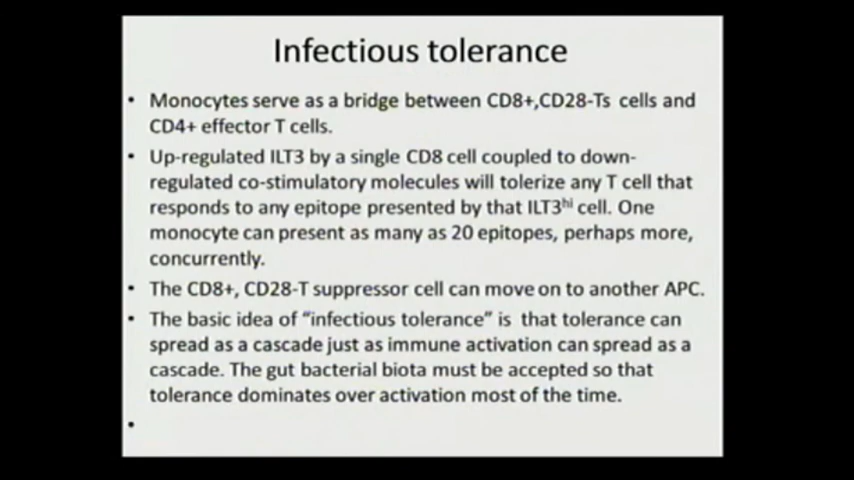 Infectious tolerance
• Monocytes serve as a bridge between CD8+,CD28-Ts cells and
CD4+ effector T cells.
• Up-regulated ILT3 by a single CD8 cell coupled to down-
regulated co-stimulatory molecules will tolerize any T cell that
responds to any epitope presented by that ILT3ʰⁱ cell. One
monocyte can present as many as 20 epitopes, perhaps more,
concurrently.
• The CD8+, CD28-T suppressor cell can move on to another APC.
• The basic idea of “infectious tolerance” is that tolerance can
spread as a cascade just as immune activation can spread as a
cascade. The gut bacterial biota must be accepted so that
tolerance dominates over activation most of the time.
•